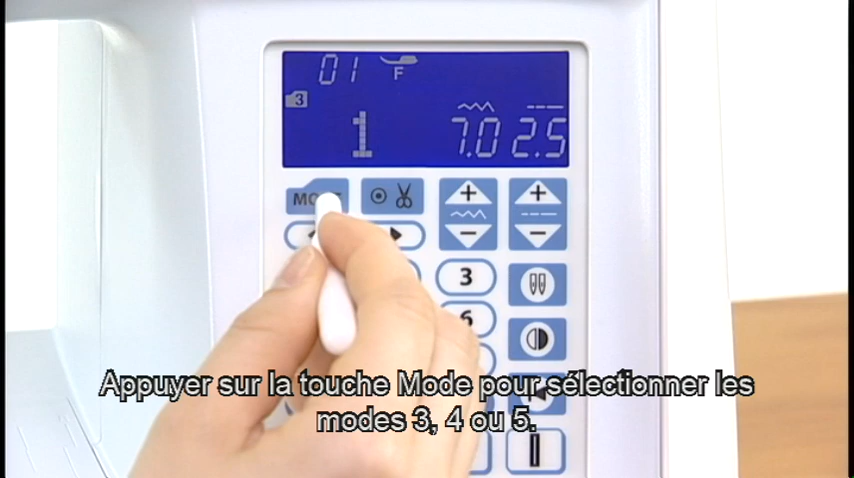 01 F
3
1 7.0 2.5
+ +
- -
3
6
Appuyer sur la touche Mode pour sélectionner les
modes 3, 4 ou 5.